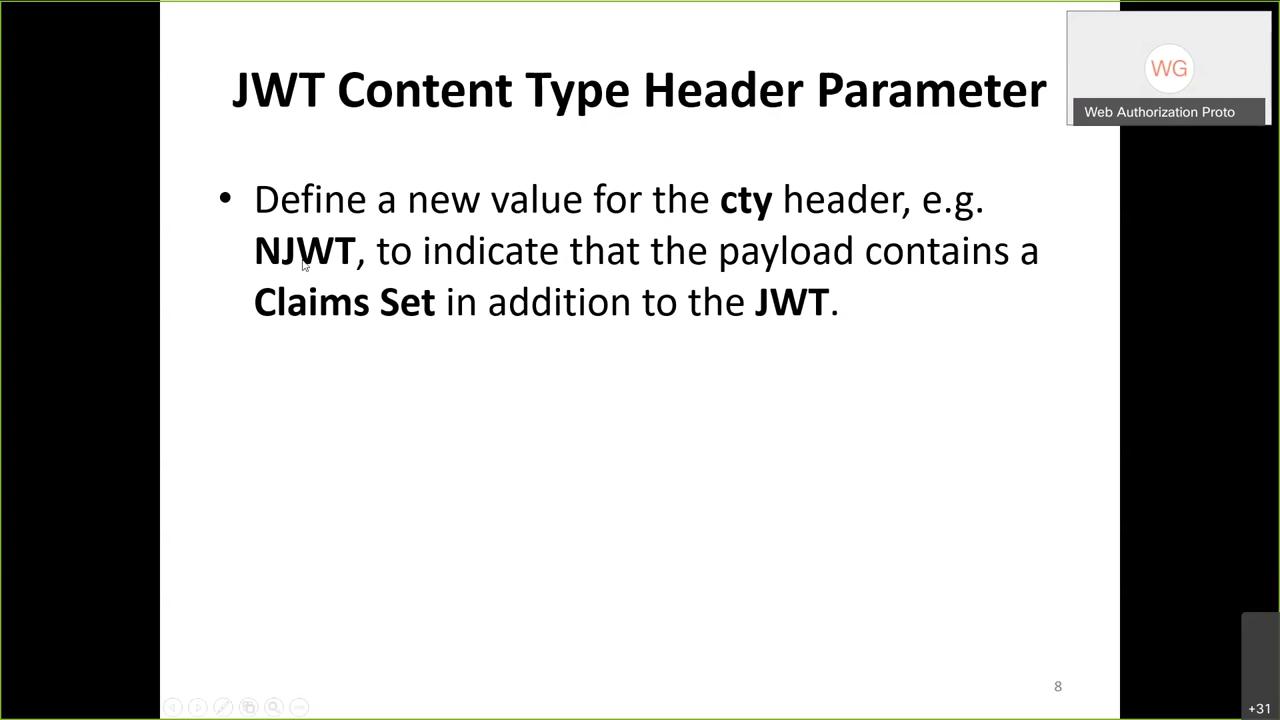 JWT Content Type Header Parameter
WG
Web Authorization Proto
• Define a new value for the cty header, e.g.
NJWT, to indicate that the payload contains a
Claims Set in addition to the JWT.
8
+31